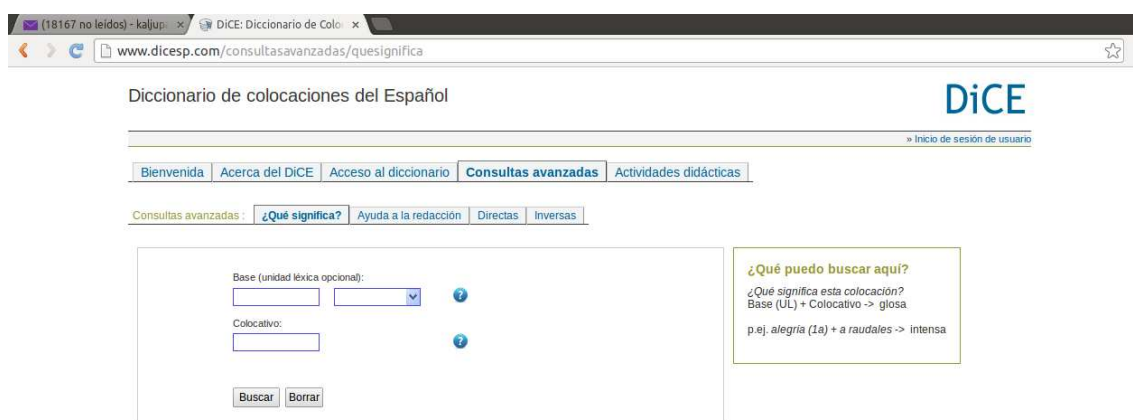 (18167 no leídos) - kaljup
DiCE: Diccionario de Colo
www.dicesp.com/consultasavanzadas/quesignifica
Diccionario de colocaciones del Español
DiCE
» Inicio de sesión de usuario
Bienvenida Acerca del DiCE Acceso al diccionario Consultas avanzadas Actividades didácticas
Consultas avanzadas : ¿Qué significa? Ayuda a la redacción Directas Inversas
Base (unidad léxica opcional):
?
Colocativo:
?
Buscar Borrar
¿Qué puedo buscar aquí?
¿Qué significa esta colocación?
Base (UL) + Colocativo -> glosa
p.ej. alegría (1a) + a raudales -> intensa